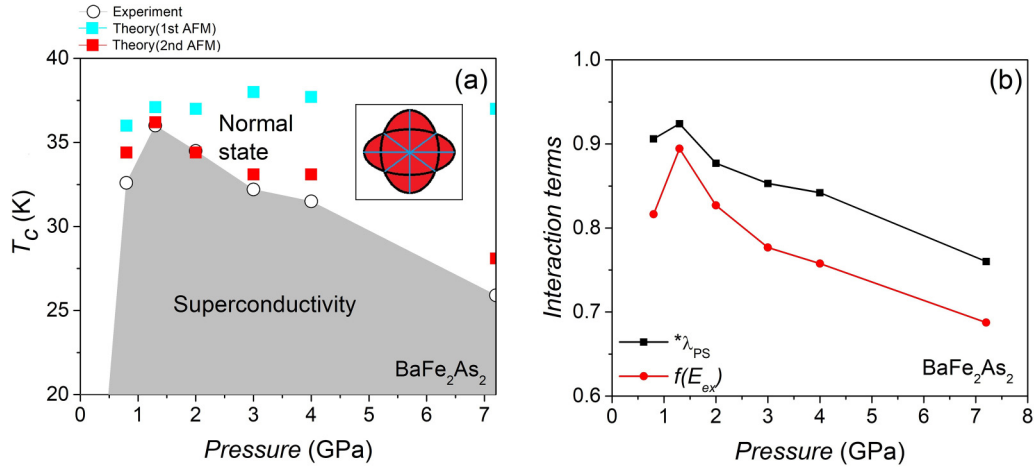 Experiment
Theory(1st AFM)
Theory(2nd AFM)
(a)
40
35
30
25
20
T_c (K)
Normal
state
Superconductivity
BaFe₂As₂
0 1 2 3 4 5 6 7
Pressure (GPa)
(b)
1.0
0.9
0.8
0.7
0.6
Interaction terms
*λ_PS
f(E_ex)
BaFe₂As₂
0 1 2 3 4 5 6 7 8
Pressure (GPa)